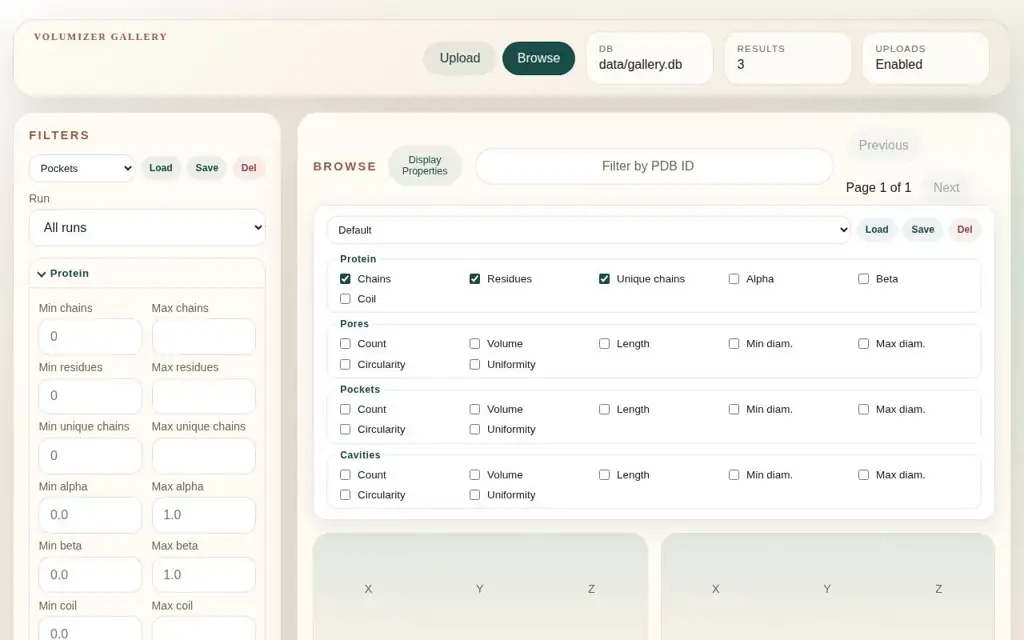 VOLUMIZER GALLERY
Upload
Browse
DB
data/gallery.db
RESULTS
3
UPLOADS
Enabled
FILTERS
Pockets
Load
Save
Del
Run
All runs
Protein
Min chains
Max chains
0
Min residues
Max residues
0
Min unique chains
Max unique chains
0
Min alpha
Max alpha
0.0
1.0
Min beta
Max beta
0.0
1.0
Min coil
Max coil
0.0
BROWSE
Display
Properties
Filter by PDB ID
Previous
Page 1 of 1
Next
Default
Load
Save
Del
Protein
Chains
Residues
Unique chains
Alpha
Beta
Coil
Pores
Count
Volume
Length
Min diam.
Max diam.
Circularity
Uniformity
Pockets
Count
Volume
Length
Min diam.
Max diam.
Circularity
Uniformity
Cavities
Count
Volume
Length
Min diam.
Max diam.
Circularity
Uniformity
X
Y
Z
X
Y
Z